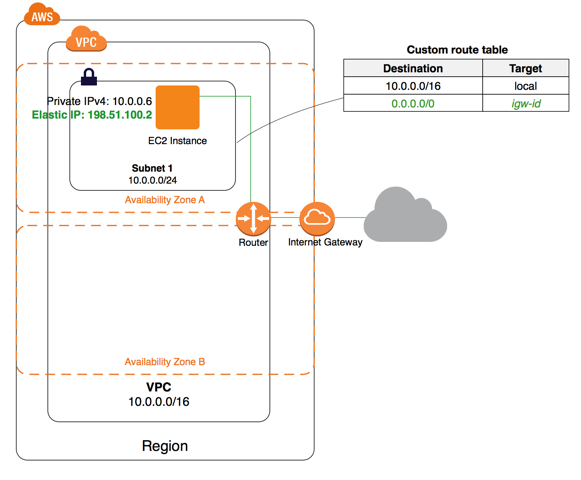 AWS
VPC
Custom route table
Destination Target
10.0.0.0/16 local
0.0.0.0/0 igw-id
Private IPv4: 10.0.0.6
Elastic IP: 198.51.100.2
EC2 Instance
Subnet 1
10.0.0.0/24
Availability Zone A
Router
Internet Gateway
Availability Zone B
VPC
10.0.0.0/16
Region